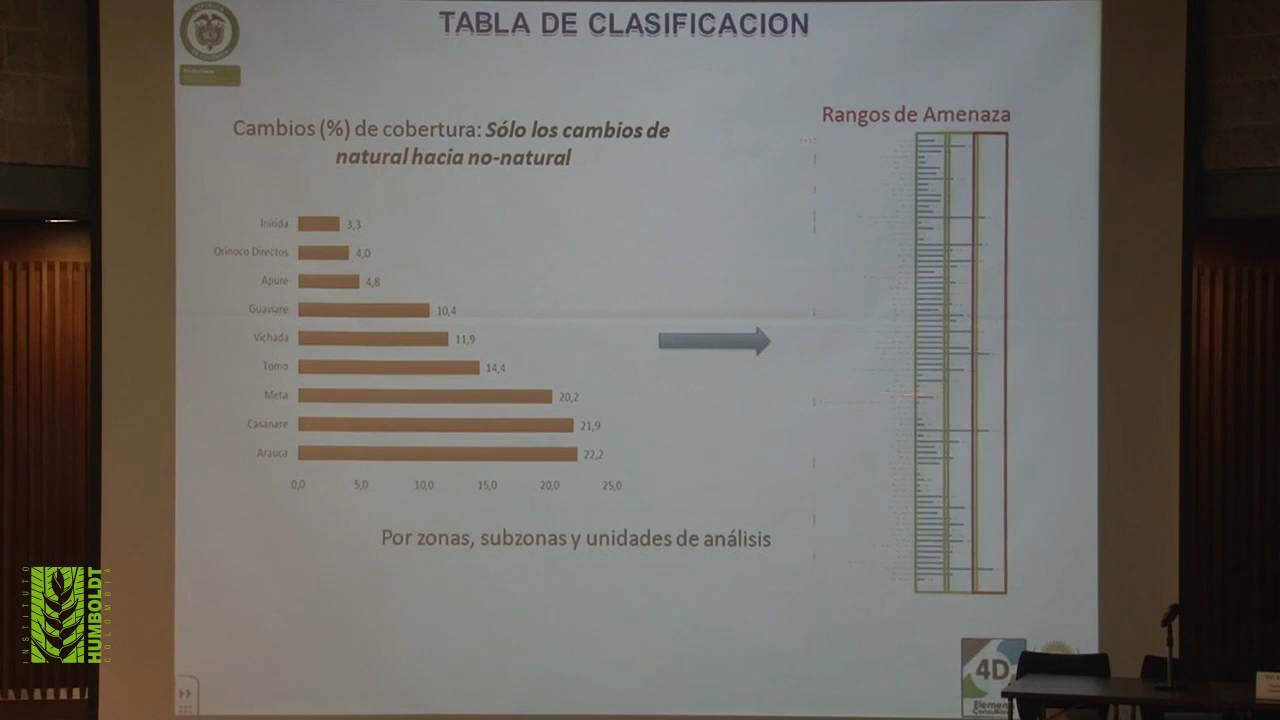 TABLA DE CLASIFICACION
Cambios (%) de cobertura: Sólo los cambios de
natural hacia no-natural
Rangos de Amenaza
Inírida 3,3
Orinoco Directos 4,0
Apure 4,8
Guaviare 10,4
Vichada 11,9
Tomo 14,4
Meta 20,2
Casanare 21,9
Arauca 22,2
0,0 5,0 10,0 15,0 20,0 25,0
Por zonas, subzonas y unidades de análisis
INSTITUTO
HUMBOLDT
COLOMBIA
4D